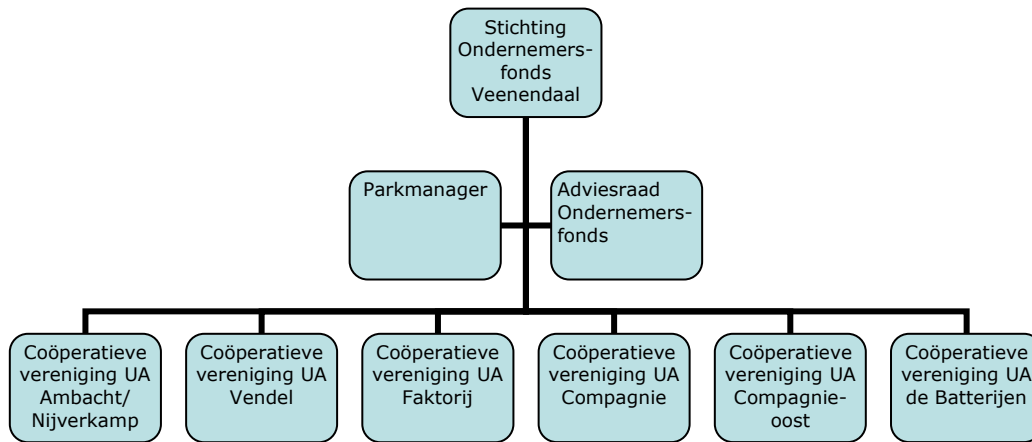 Stichting
Ondernemers-
fonds
Veenendaal
Parkmanager
Adviesraad
Ondernemers-
fonds
Coöperatieve
vereniging UA
Ambacht/
Nijverkamp
Coöperatieve
vereniging UA
Vendel
Coöperatieve
vereniging UA
Faktorij
Coöperatieve
vereniging UA
Compagnie
Coöperatieve
vereniging UA
Compagnie-
oost
Coöperatieve
vereniging UA
de Batterijen